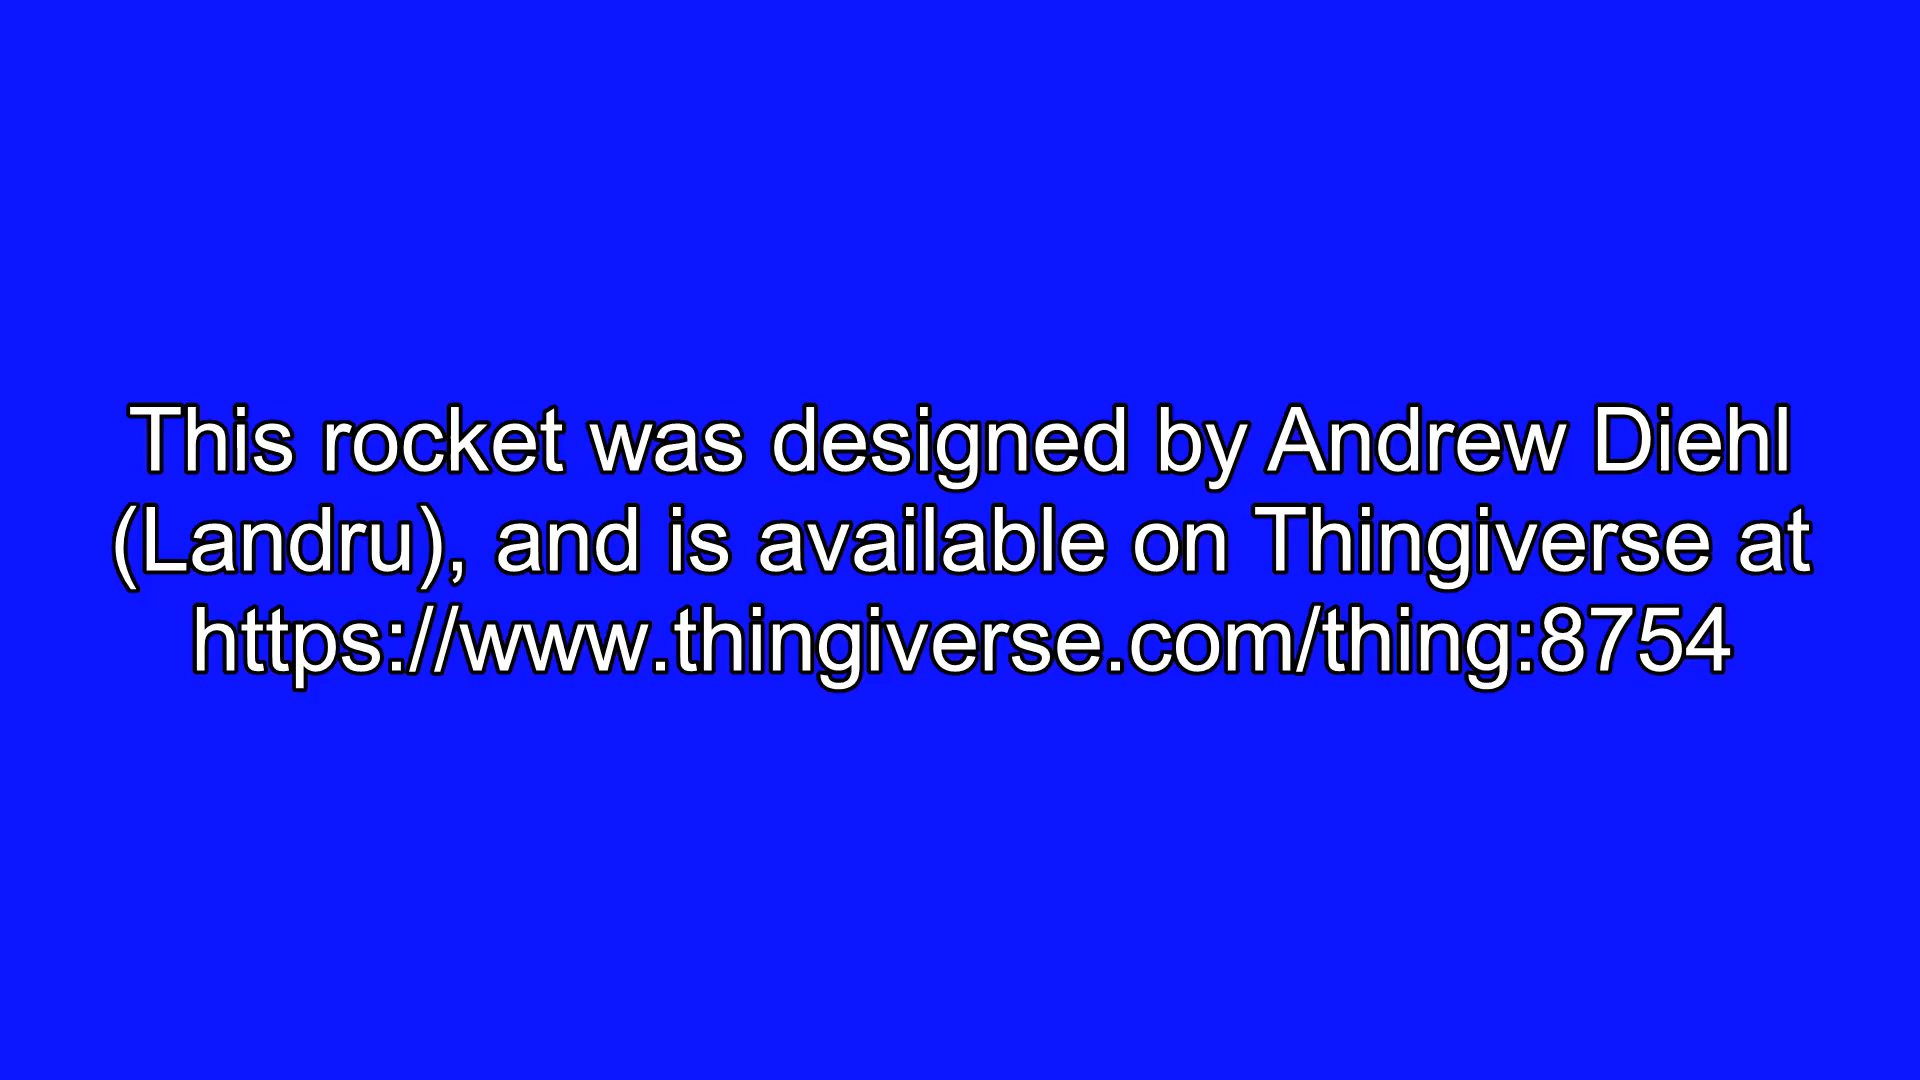 This rocket was designed by Andrew Diehl
(Landru), and is available on Thingiverse at
https://www.thingiverse.com/thing:8754